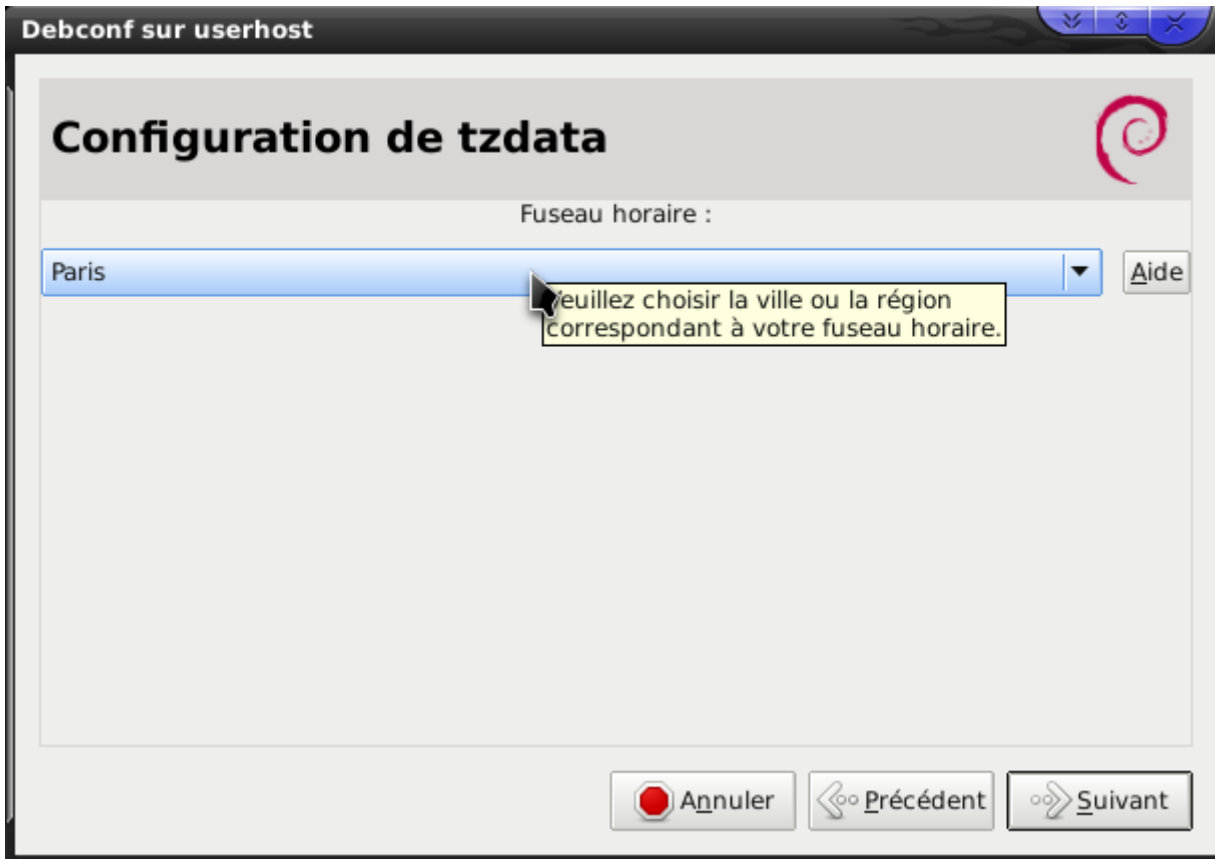 Debconf sur userhost
Configuration de tzdata
Fuseau horaire :
Paris
Aide
Veuillez choisir la ville ou la région
correspondant à votre fuseau horaire.
Annuler
Précédent
Suivant